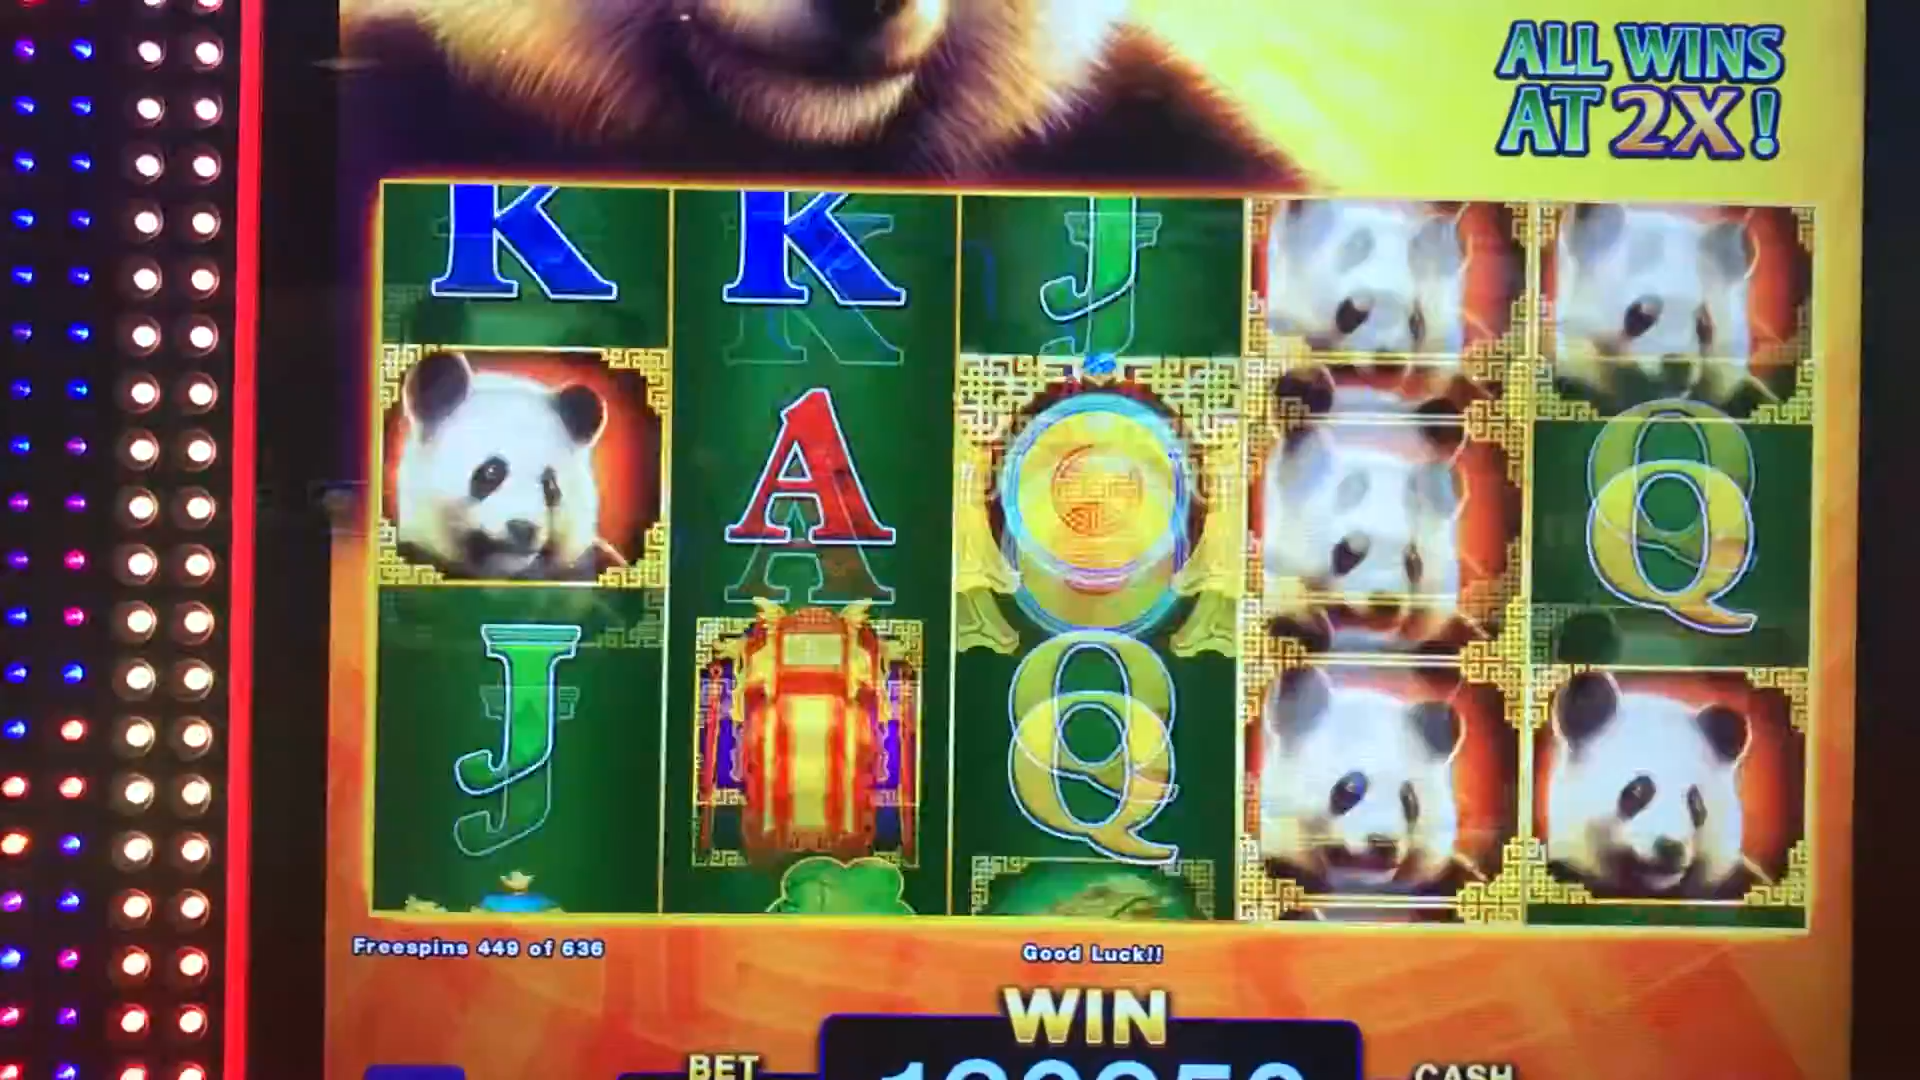 ALL WINS
AT 2X!
K K J
A Q
J Q
Freespins 449 of 636
Good Luck!!
WIN
BET
CASH